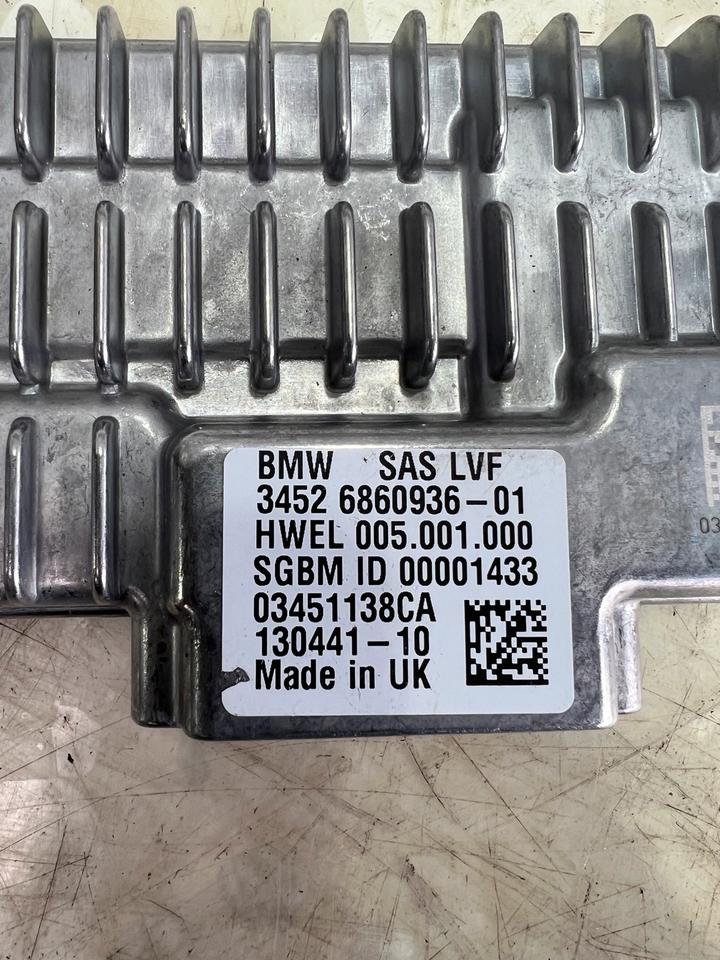 BMW SAS LVF
3452 6860936-01
HWEL 005.001.000
SGBM ID 00001433
03451138CA
130441-10
Made in UK
03